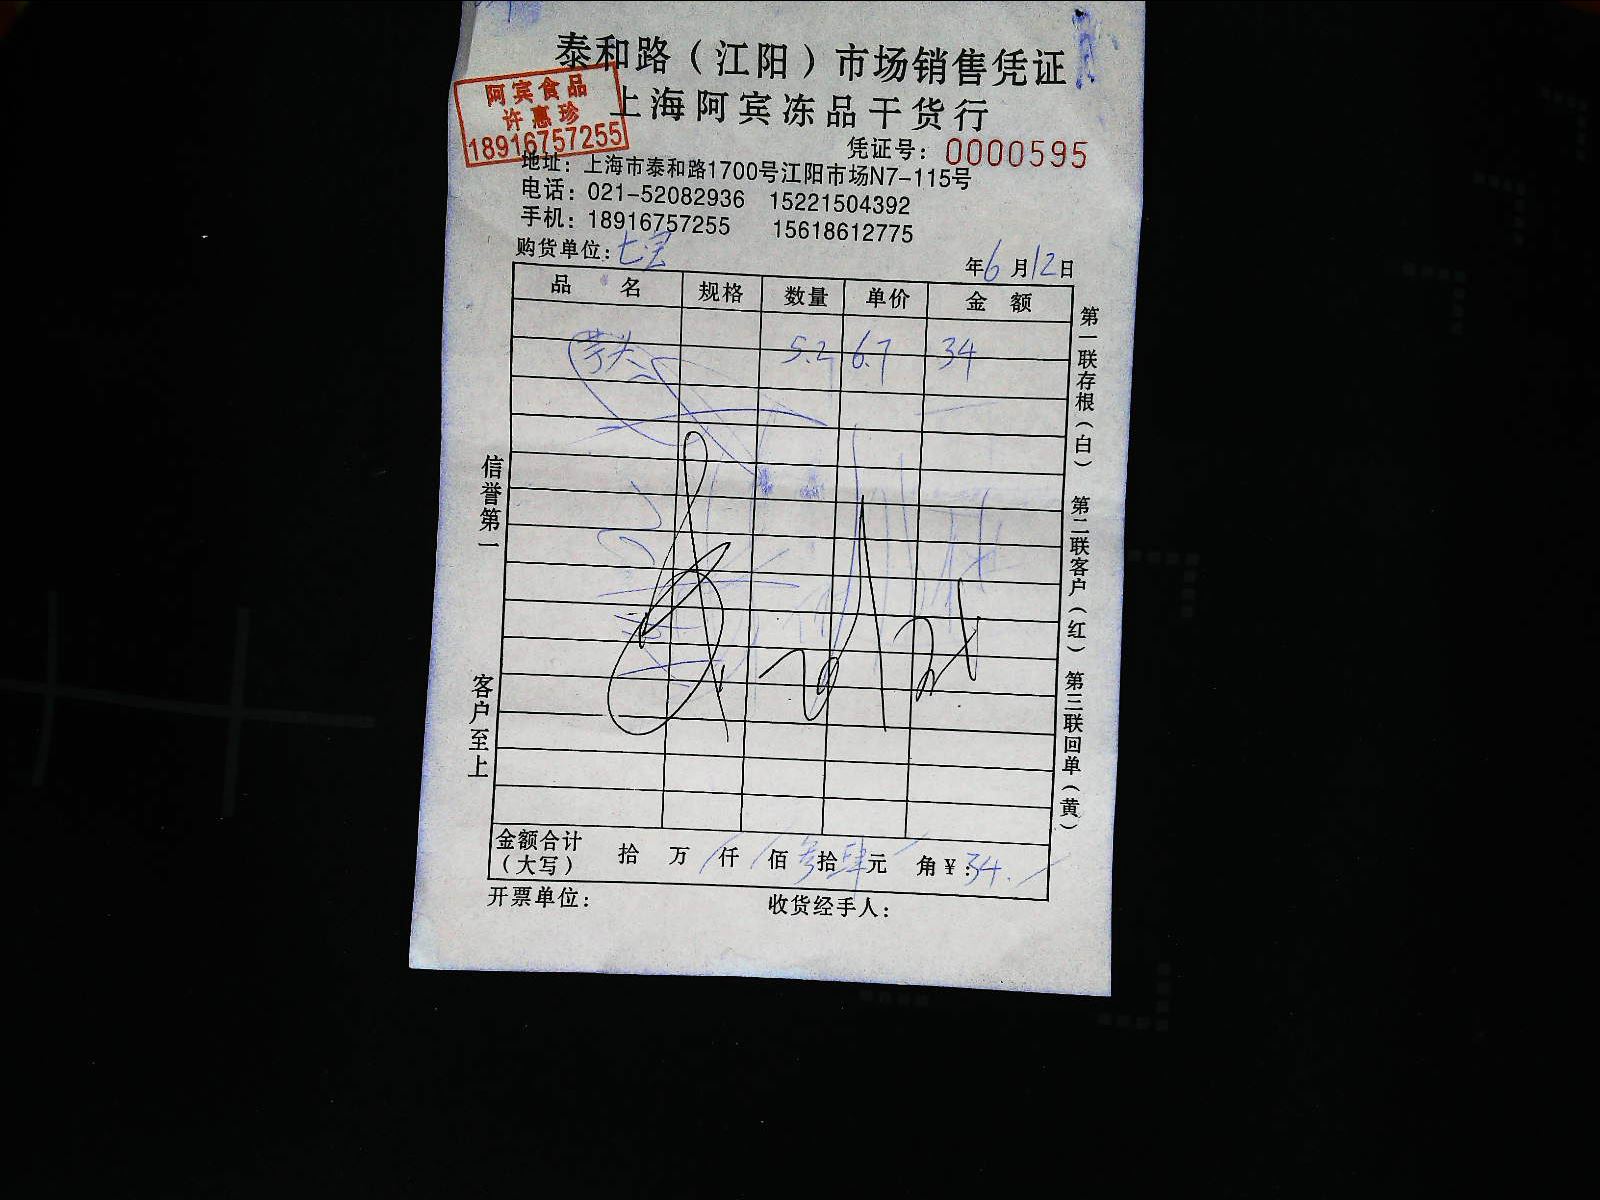 泰和路（江阳）市场销售凭证
上海阿宾冻品干货行
阿宾食品
许惠珍
18916757255
凭证号：0000595
地址：上海市泰和路1700号江阳市场N7-115号
电话：021-52082936 15221504392
手机：18916757255 15618612775
购货单位：七宝 年6月12日
品名 规格 数量 单价 金额
芋头 5.2 6.7 34
信誉第一
客户至上
第一联存根（白）
第二联客户（红）
第三联回单（黄）
金额合计（大写） 拾 万 仟 佰 叁拾肆元 角 ¥：34.
开票单位： 收货经手人：